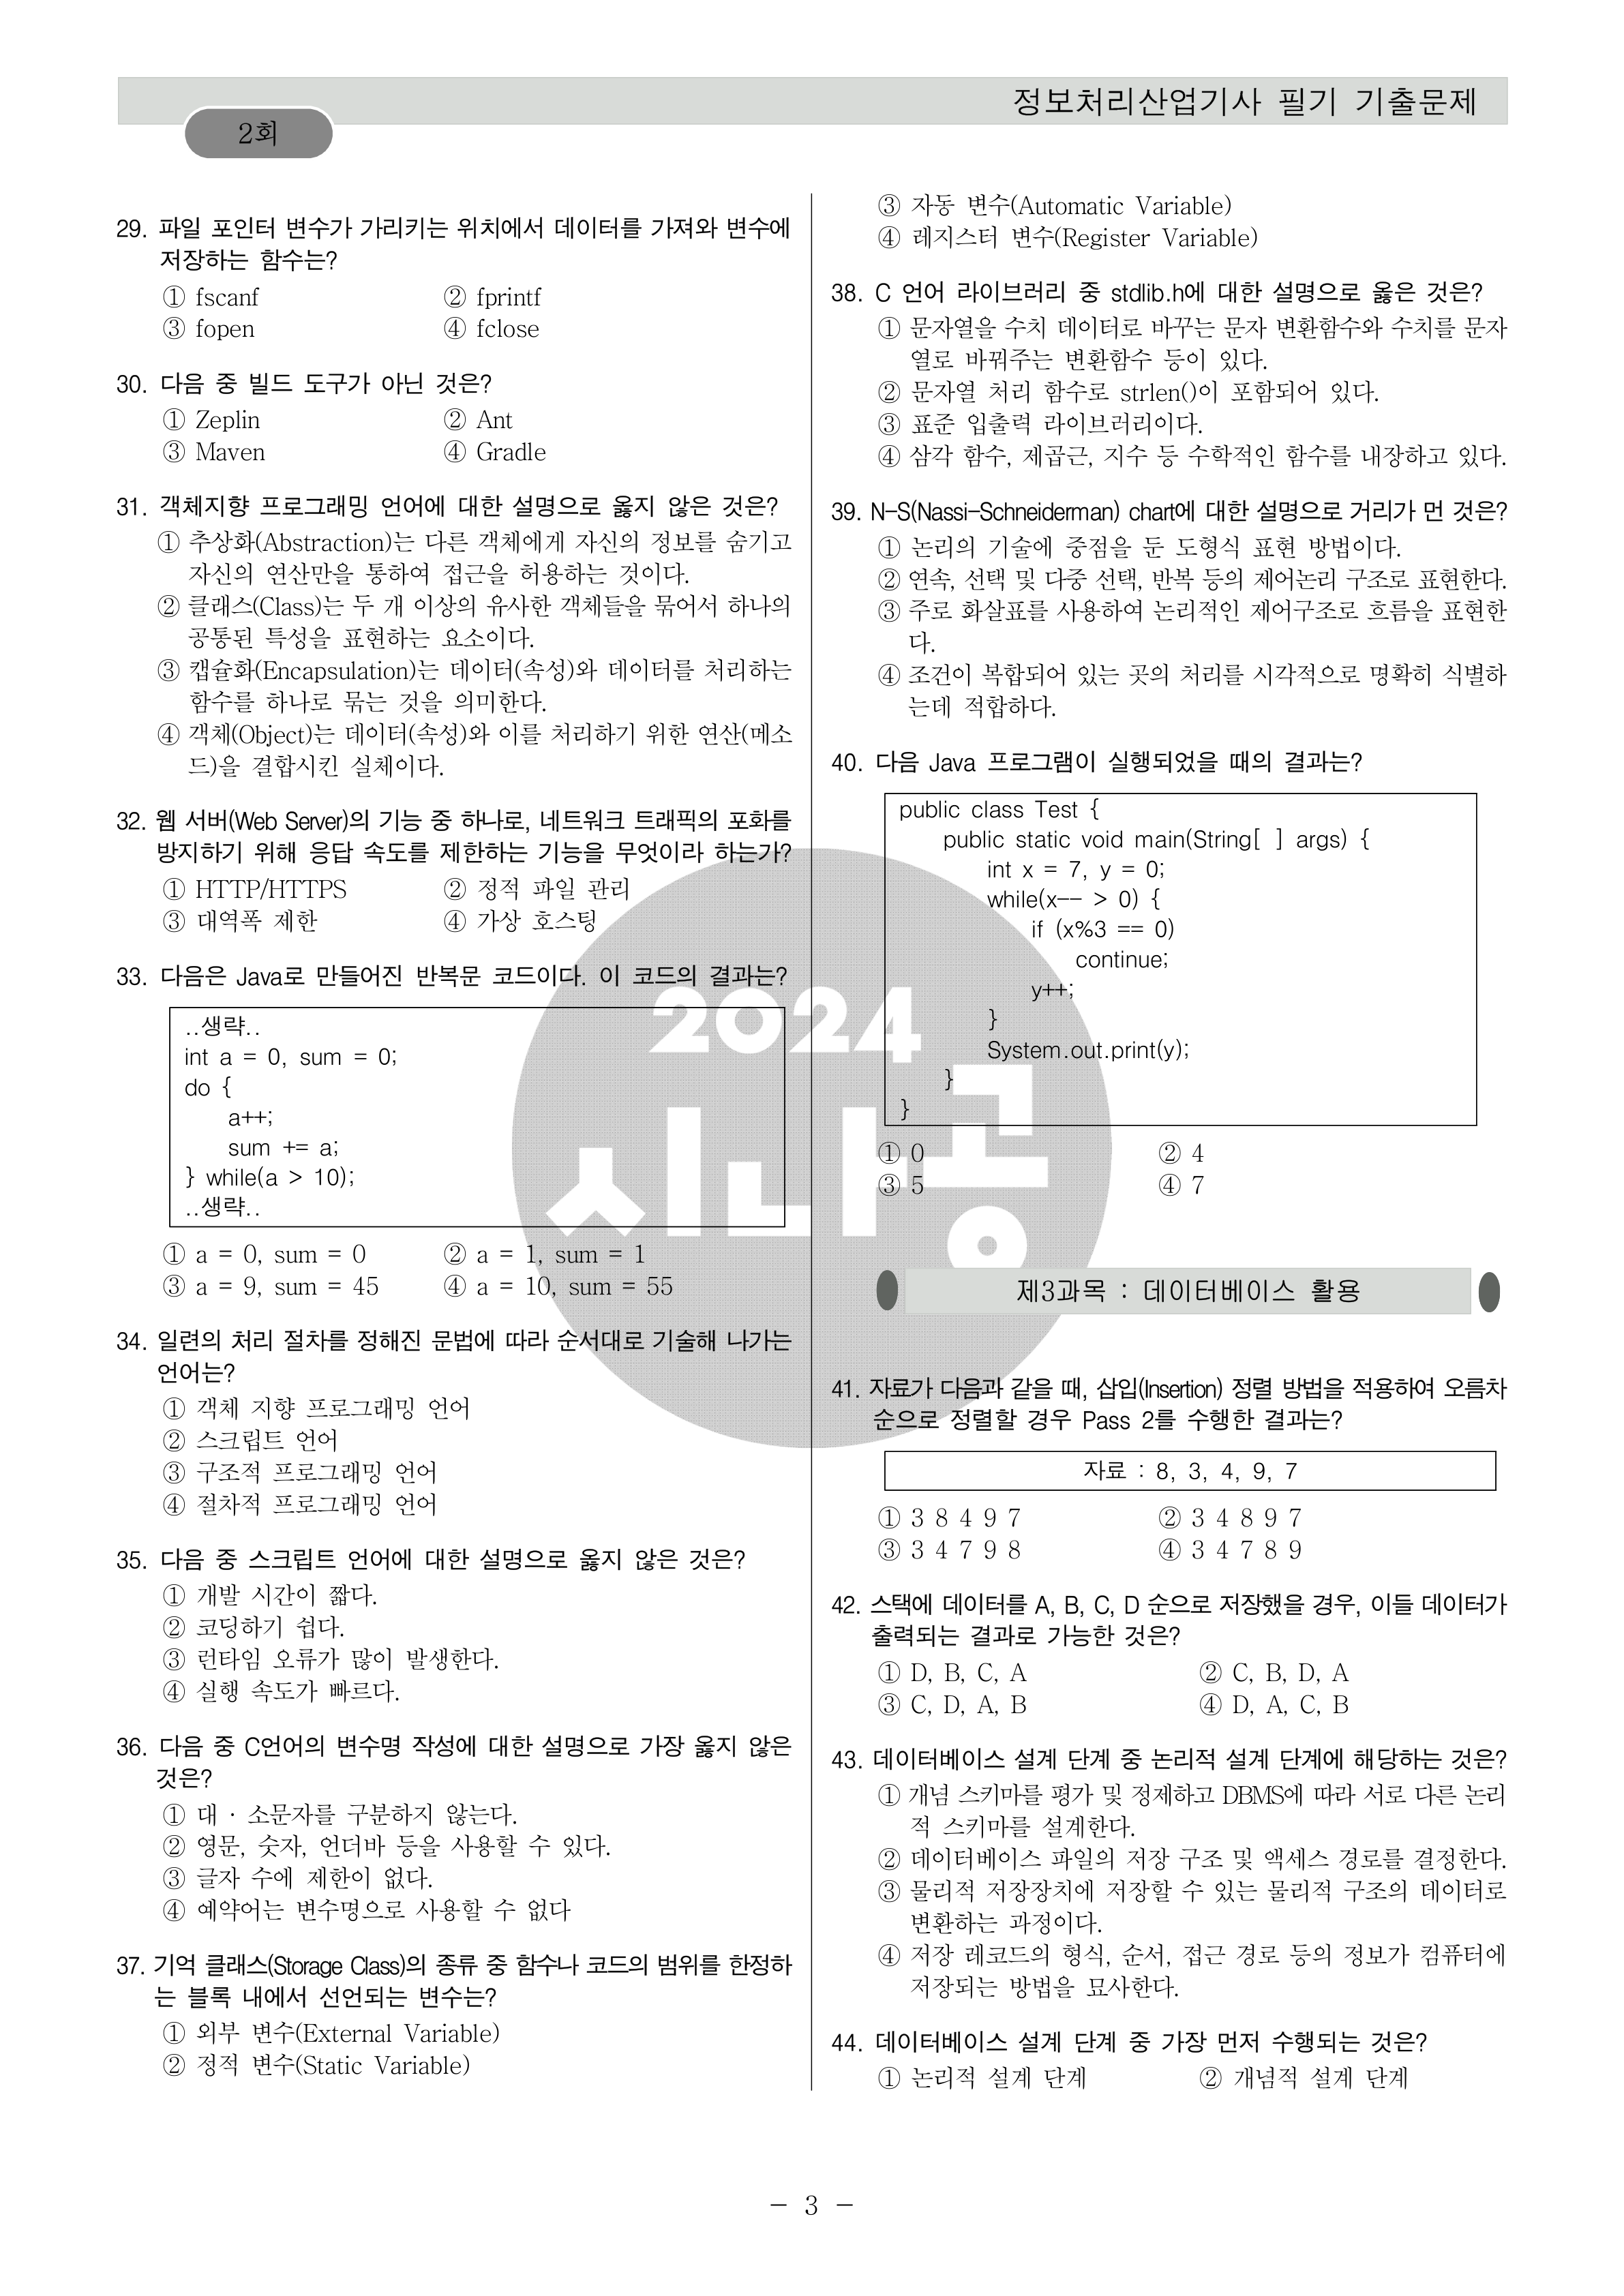 정보처리산업기사 필기 기출문제
2회
29. 파일 포인터 변수가 가리키는 위치에서 데이터를 가져와 변수에
저장하는 함수는?
① fscanf ② fprintf
③ fopen ④ fclose
30. 다음 중 빌드 도구가 아닌 것은?
① Zeplin ② Ant
③ Maven ④ Gradle
31. 객체지향 프로그래밍 언어에 대한 설명으로 옳지 않은 것은?
① 추상화(Abstraction)는 다른 객체에게 자신의 정보를 숨기고
자신의 연산만을 통하여 접근을 허용하는 것이다.
② 클래스(Class)는 두 개 이상의 유사한 객체들을 묶어서 하나의
공통된 특성을 표현하는 요소이다.
③ 캡슐화(Encapsulation)는 데이터(속성)와 데이터를 처리하는
함수를 하나로 묶는 것을 의미한다.
④ 객체(Object)는 데이터(속성)와 이를 처리하기 위한 연산(메소
드)을 결합시킨 실체이다.
32. 웹 서버(Web Server)의 기능 중 하나로, 네트워크 트래픽의 포화를
방지하기 위해 응답 속도를 제한하는 기능을 무엇이라 하는가?
① HTTP/HTTPS ② 정적 파일 관리
③ 대역폭 제한 ④ 가상 호스팅
33. 다음은 Java로 만들어진 반복문 코드이다. 이 코드의 결과는?
..생략..
int a = 0, sum = 0;
do {
a++;
sum += a;
} while(a > 10);
..생략..
① a = 0, sum = 0 ② a = 1, sum = 1
③ a = 9, sum = 45 ④ a = 10, sum = 55
34. 일련의 처리 절차를 정해진 문법에 따라 순서대로 기술해 나가는
언어는?
① 객체 지향 프로그래밍 언어
② 스크립트 언어
③ 구조적 프로그래밍 언어
④ 절차적 프로그래밍 언어
35. 다음 중 스크립트 언어에 대한 설명으로 옳지 않은 것은?
① 개발 시간이 짧다.
② 코딩하기 쉽다.
③ 런타임 오류가 많이 발생한다.
④ 실행 속도가 빠르다.
36. 다음 중 C언어의 변수명 작성에 대한 설명으로 가장 옳지 않은
것은?
① 대 · 소문자를 구분하지 않는다.
② 영문, 숫자, 언더바 등을 사용할 수 있다.
③ 글자 수에 제한이 없다.
④ 예약어는 변수명으로 사용할 수 없다
37. 기억 클래스(Storage Class)의 종류 중 함수나 코드의 범위를 한정하
는 블록 내에서 선언되는 변수는?
① 외부 변수(External Variable)
② 정적 변수(Static Variable)
③ 자동 변수(Automatic Variable)
④ 레지스터 변수(Register Variable)
38. C 언어 라이브러리 중 stdlib.h에 대한 설명으로 옳은 것은?
① 문자열을 수치 데이터로 바꾸는 문자 변환함수와 수치를 문자
열로 바꿔주는 변환함수 등이 있다.
② 문자열 처리 함수로 strlen()이 포함되어 있다.
③ 표준 입출력 라이브러리이다.
④ 삼각 함수, 제곱근, 지수 등 수학적인 함수를 내장하고 있다.
39. N-S(Nassi-Schneiderman) chart에 대한 설명으로 거리가 먼 것은?
① 논리의 기술에 중점을 둔 도형식 표현 방법이다.
② 연속, 선택 및 다중 선택, 반복 등의 제어논리 구조로 표현한다.
③ 주로 화살표를 사용하여 논리적인 제어구조로 흐름을 표현한
다.
④ 조건이 복합되어 있는 곳의 처리를 시각적으로 명확히 식별하
는데 적합하다.
40. 다음 Java 프로그램이 실행되었을 때의 결과는?
public class Test {
public static void main(String[ ] args) {
int x = 7, y = 0;
while(x-- > 0) {
if (x%3 == 0)
continue;
y++;
}
System.out.print(y);
}
}
① 0 ② 4
③ 5 ④ 7
제3과목 : 데이터베이스 활용
41. 자료가 다음과 같을 때, 삽입(Insertion) 정렬 방법을 적용하여 오름차
순으로 정렬할 경우 Pass 2를 수행한 결과는?
자료 : 8, 3, 4, 9, 7
① 3 8 4 9 7 ② 3 4 8 9 7
③ 3 4 7 9 8 ④ 3 4 7 8 9
42. 스택에 데이터를 A, B, C, D 순으로 저장했을 경우, 이들 데이터가
출력되는 결과로 가능한 것은?
① D, B, C, A ② C, B, D, A
③ C, D, A, B ④ D, A, C, B
43. 데이터베이스 설계 단계 중 논리적 설계 단계에 해당하는 것은?
① 개념 스키마를 평가 및 정제하고 DBMS에 따라 서로 다른 논리
적 스키마를 설계한다.
② 데이터베이스 파일의 저장 구조 및 액세스 경로를 결정한다.
③ 물리적 저장장치에 저장할 수 있는 물리적 구조의 데이터로
변환하는 과정이다.
④ 저장 레코드의 형식, 순서, 접근 경로 등의 정보가 컴퓨터에
저장되는 방법을 묘사한다.
44. 데이터베이스 설계 단계 중 가장 먼저 수행되는 것은?
① 논리적 설계 단계 ② 개념적 설계 단계
2024
시나공
- 3 -